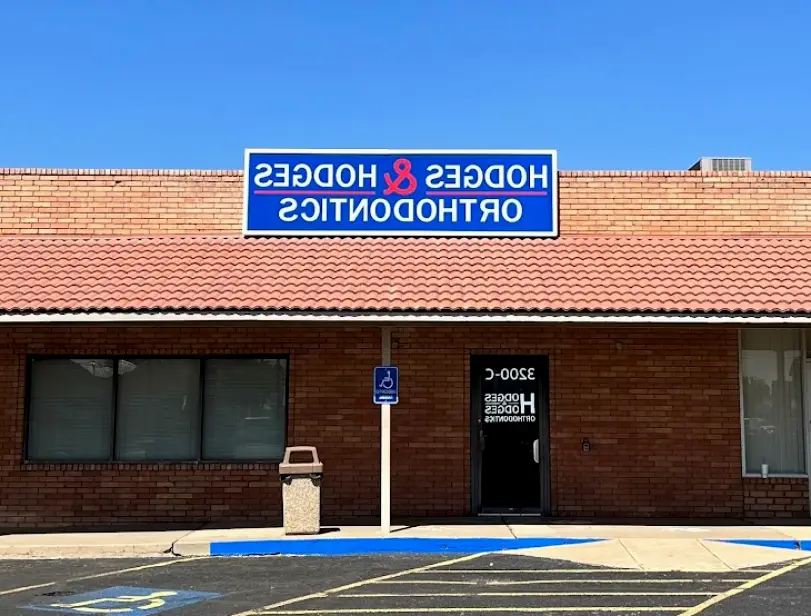 HODGES & HODGES
ORTHODONTICS
3200-C
HODGES
HODGES
ORTHODONTICS